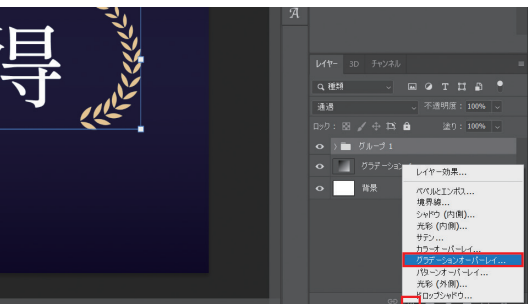 得
A
レイヤー 3D チャンネル
種類
T
通過 不透明度 : 100%
ロック : 塗り : 100%
グループ 1
グラデーション
背景
レイヤー効果...
ベベルとエンボス...
境界線...
シャドウ (内側)...
光彩 (内側)...
サテン...
カラーオーバーレイ...
グラデーションオーバーレイ...
パターンオーバーレイ...
光彩 (外側)...
ドロップシャドウ...